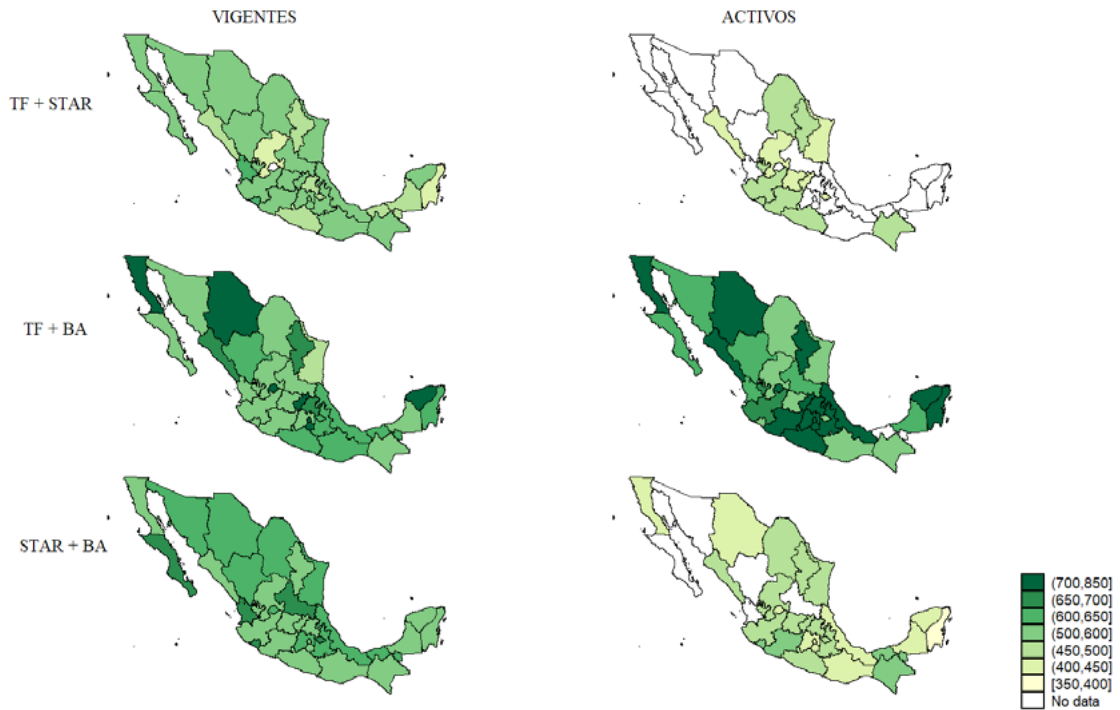 VIGENTES
ACTIVOS
TF + STAR
TF + BA
STAR + BA
(700,850]
(650,700]
(600,650]
(500,600]
(450,500]
(400,450]
[350,400]
No data